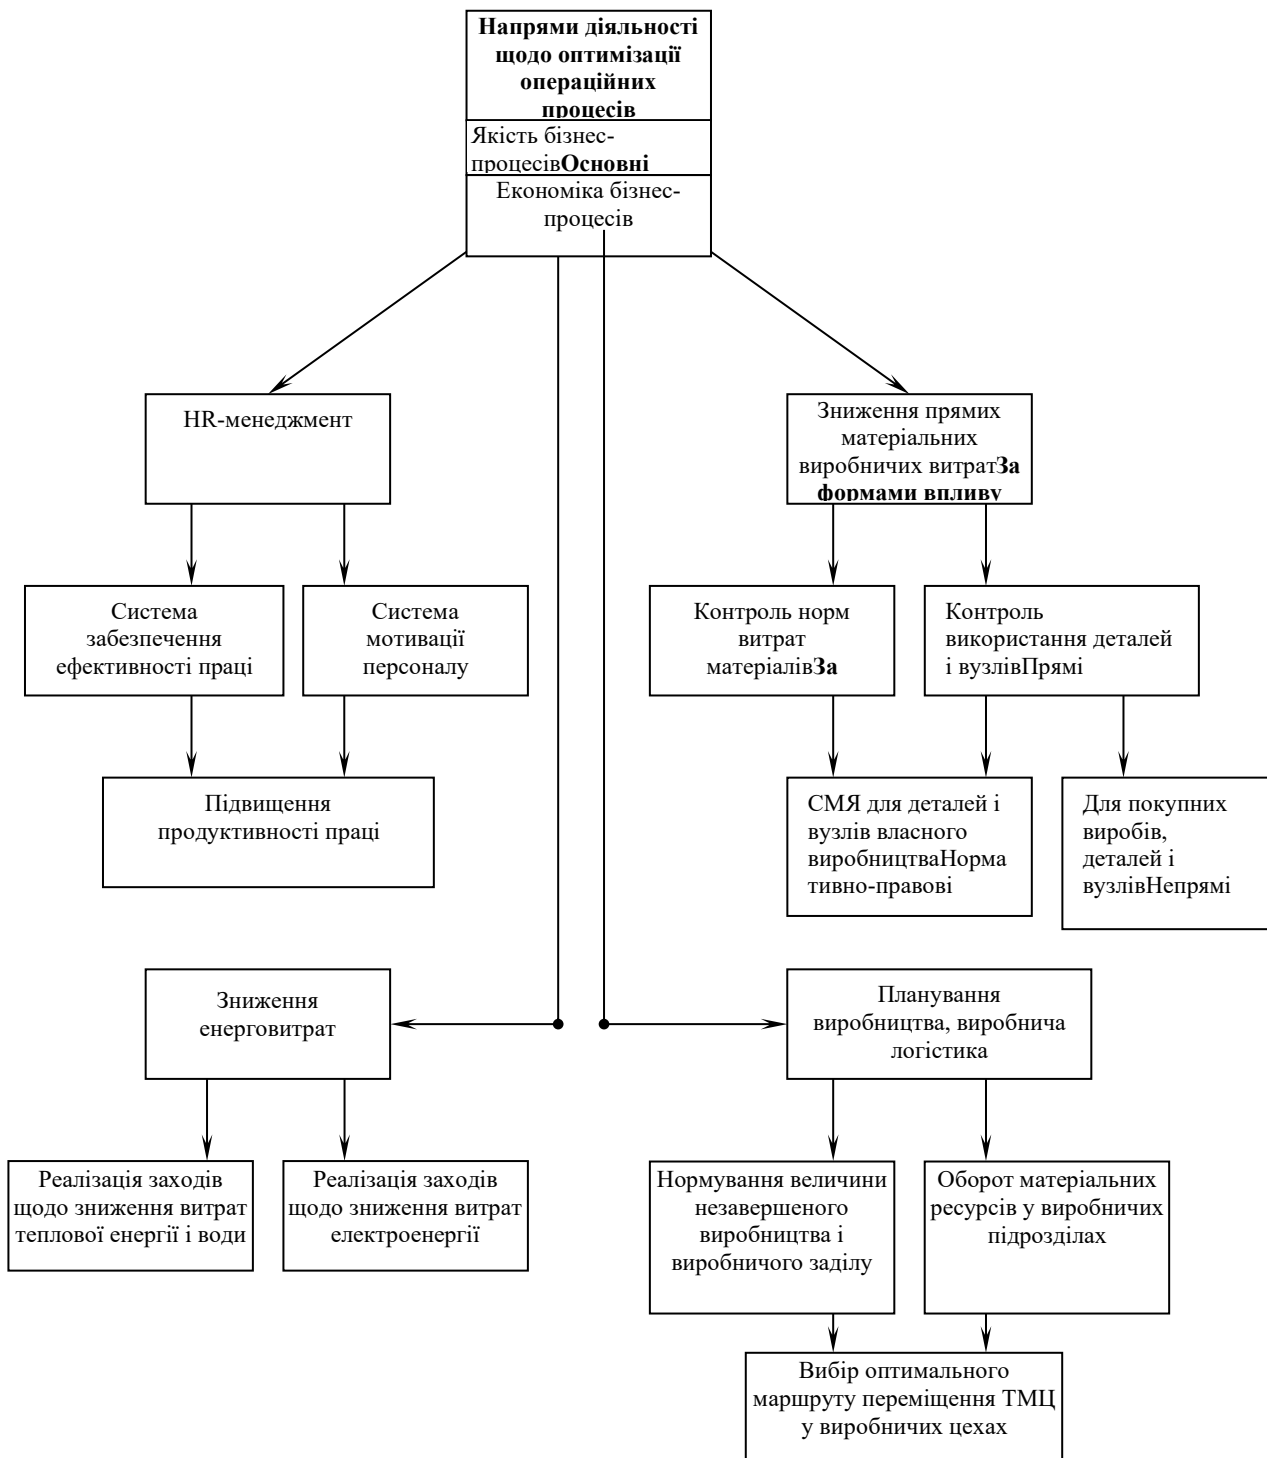 Напрями діяльності
щодо оптимізації
операційних
процесів
Якість бізнес-
процесівОсновні
Економіка бізнес-
процесів
HR-менеджмент
Зниження прямих
матеріальних
виробничих витратЗа
формами впливу
Система
забезпечення
ефективності праці
Система
мотивації
персоналу
Контроль норм
витрат
матеріалівЗа
Контроль
використання деталей
і вузлівПрямі
Підвищення
продуктивності праці
СМЯ для деталей і
вузлів власного
виробництваНорма
тивно-правові
Для покупних
виробів,
деталей і
вузлівНепрямі
Зниження
енерговитрат
Планування
виробництва, виробнича
логістика
Реалізація заходів
щодо зниження витрат
теплової енергії і води
Реалізація заходів
щодо зниження витрат
електроенергії
Нормування величини
незавершеного
виробництва і
виробничого заділу
Оборот матеріальних
ресурсів у виробничих
підрозділах
Вибір оптимального
маршруту переміщення ТМЦ
у виробничих цехах